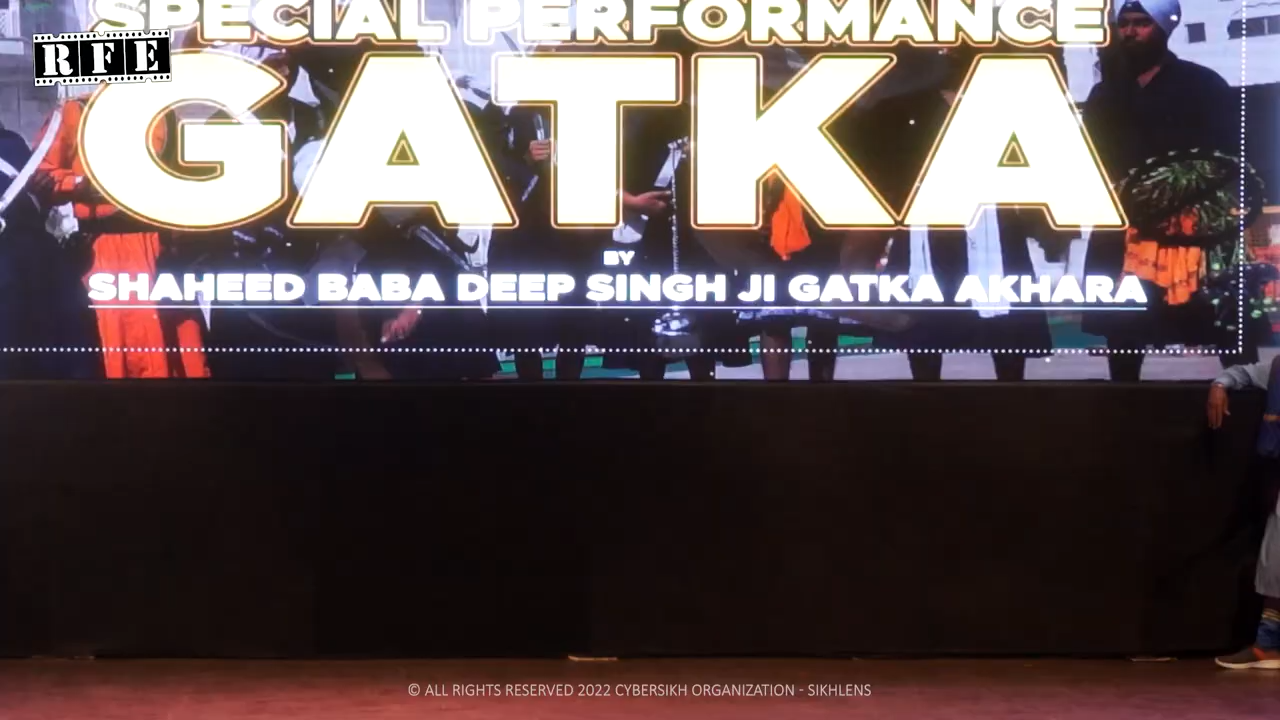 SPECIAL PERFORMANCE
RFE
GATKA
BY
SHAHEED BABA DEEP SINGH JI GATKA AKHARA
© ALL RIGHTS RESERVED 2022 CYBERSIKH ORGANIZATION - SIKHLENS